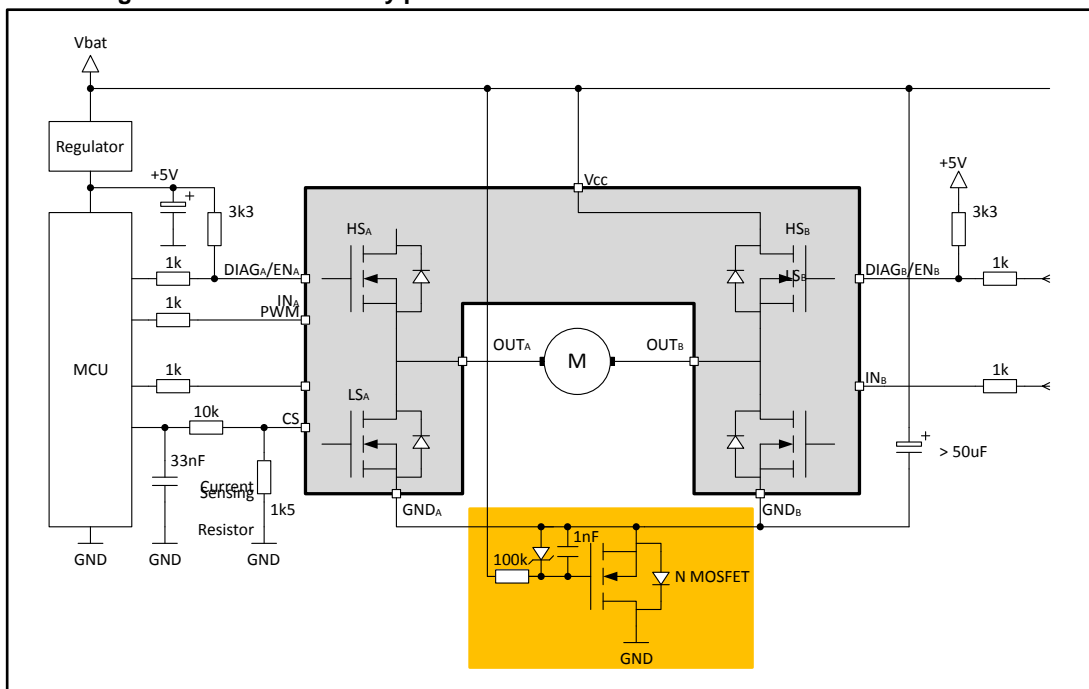 Vbat
Regulator
+5V
3k3
1k
DIAGA/ENA
INA
PWM
1k
MCU
1k
10k
CS
33nF
Current
Sensing
Resistor
1k5
GND
GND
GND
Vcc
HSA
HSB
LSB
OUTA
M
OUTB
LSA
GNDA
GNDB
+5V
3k3
DIAGB/ENB
1k
INB
1k
> 50uF
1nF
100k
N MOSFET
GND